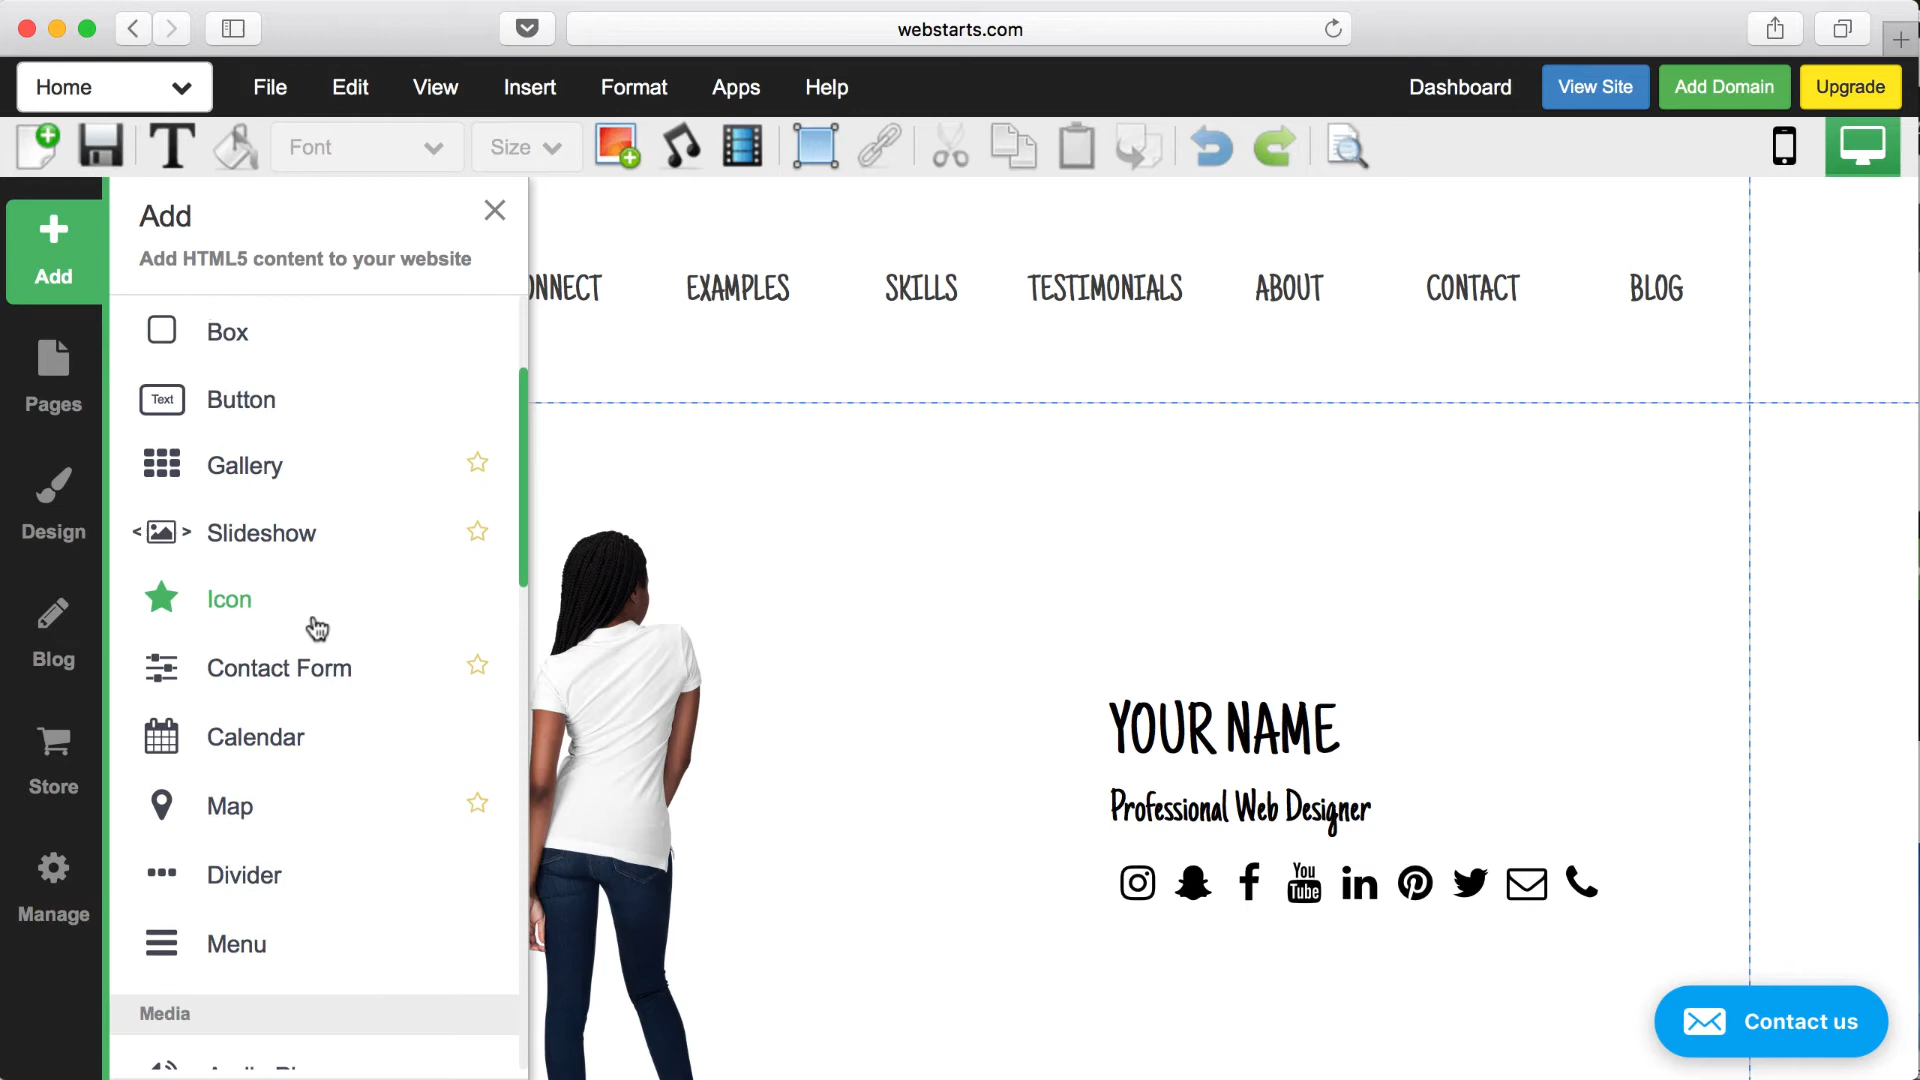 webstarts.com
Home File Edit View Insert Format Apps Help Dashboard View Site Add Domain Upgrade
T Font Size
Add
Add HTML5 content to your website
Add
Pages
Design
Blog
Store
Manage
Box
Text Button
Gallery
Slideshow
Icon
Contact Form
Calendar
Map
Divider
Menu
Media
ONNECT EXAMPLES SKILLS TESTIMONIALS ABOUT CONTACT BLOG
YOUR NAME
Professional Web Designer
You Tube in
Contact us